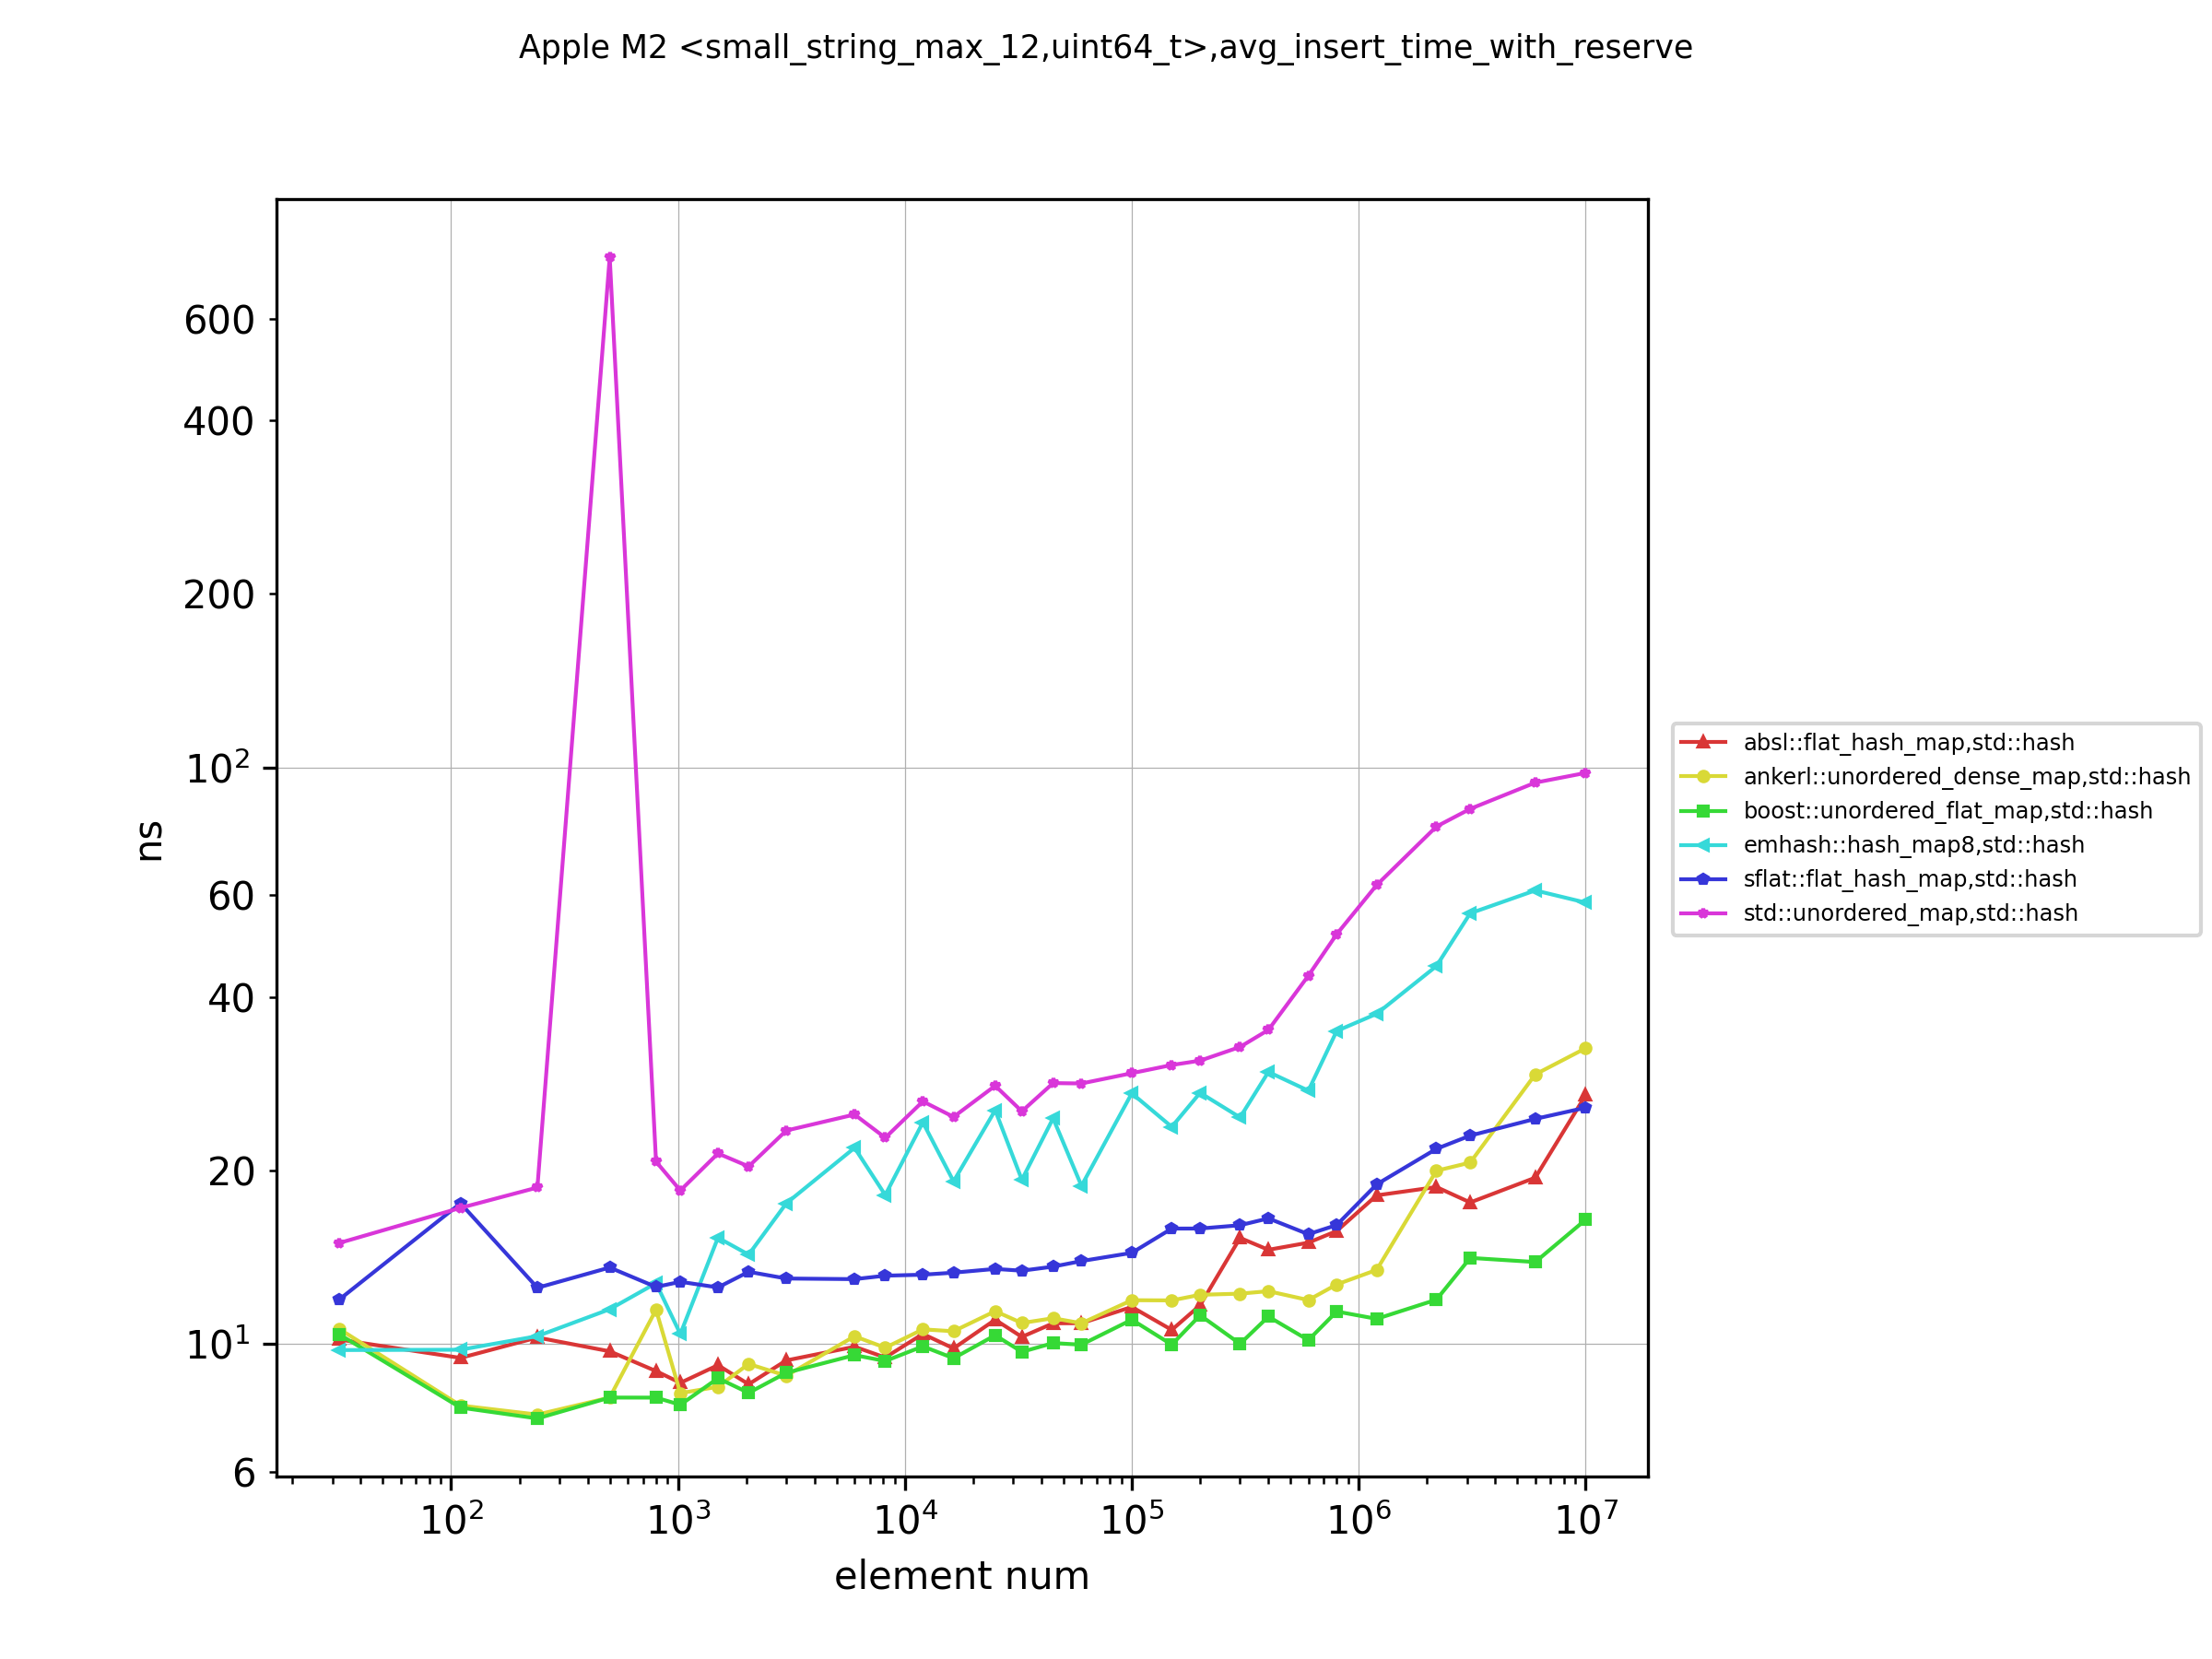 Apple M2 <small_string_max_12,uint64_t>,avg_insert_time_with_reserve
600
400
200
10²
60
40
20
10¹
6
ns
10² 10³ 10⁴ 10⁵ 10⁶ 10⁷
element num
absl::flat_hash_map,std::hash
ankerl::unordered_dense_map,std::hash
boost::unordered_flat_map,std::hash
emhash::hash_map8,std::hash
sflat::flat_hash_map,std::hash
std::unordered_map,std::hash